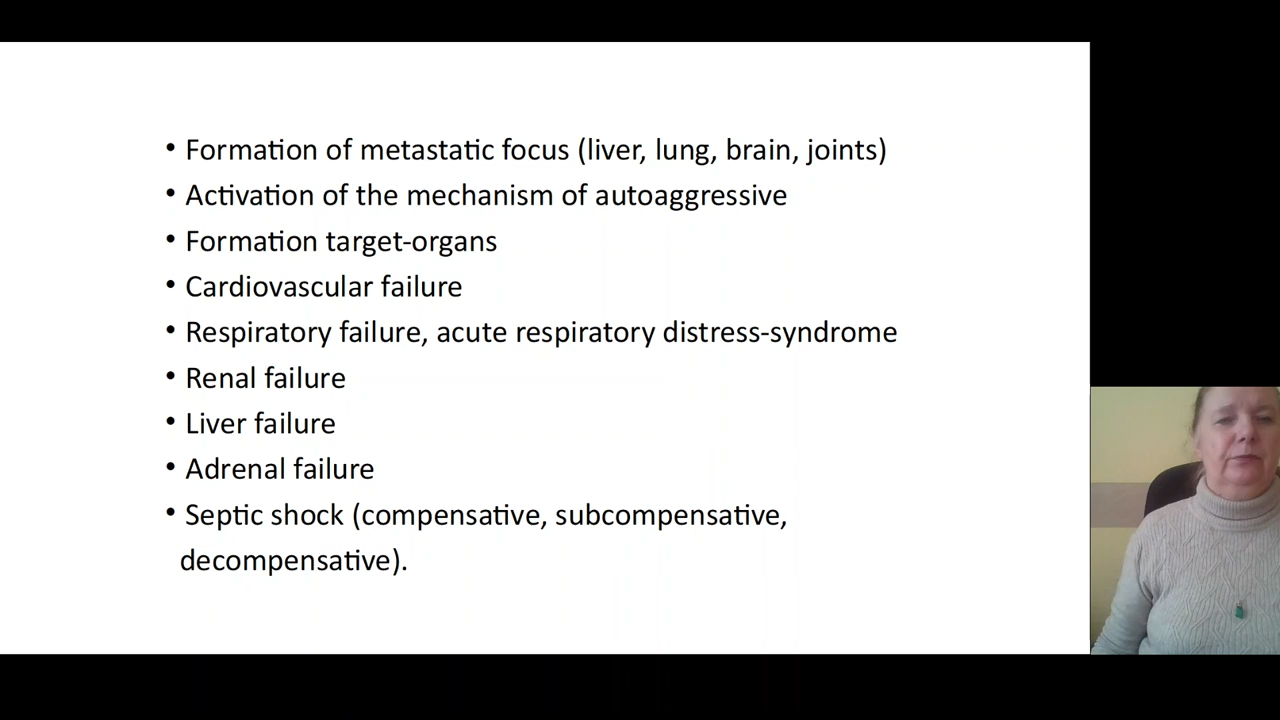 • Formation of metastatic focus (liver, lung, brain, joints)
• Activation of the mechanism of autoaggressive
• Formation target-organs
• Cardiovascular failure
• Respiratory failure, acute respiratory distress-syndrome
• Renal failure
• Liver failure
• Adrenal failure
• Septic shock (compensative, subcompensative,
decompensative).